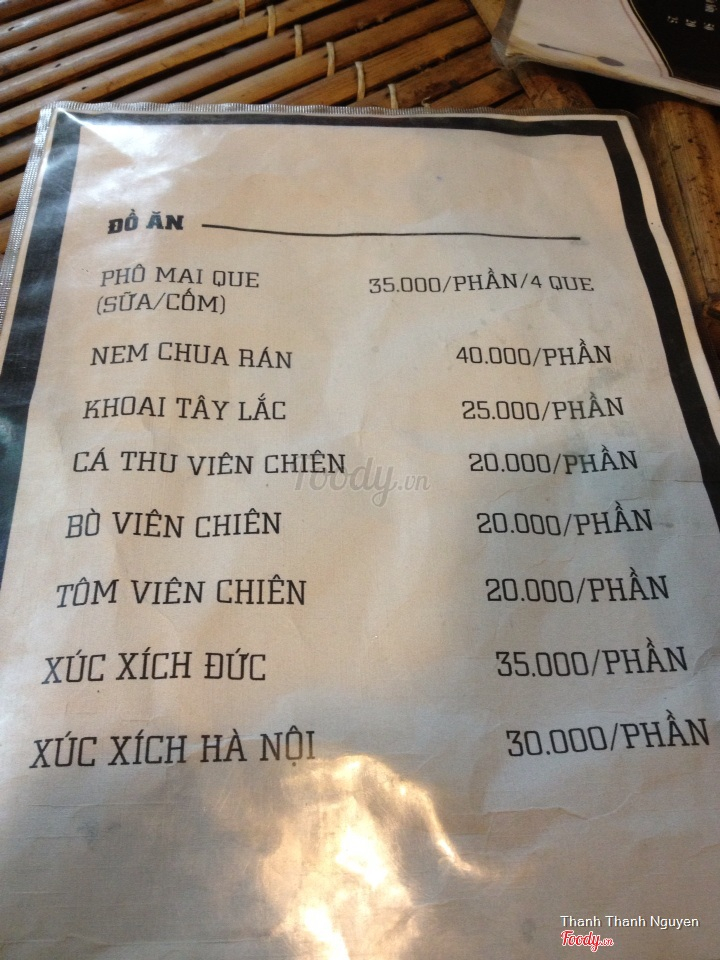 ĐỒ ĂN
PHÔ MAI QUE 35.000/PHẦN/4 QUE
(SỮA/CỐM)
NEM CHUA RÁN 40.000/PHẦN
KHOAI TÂY LẮC 25.000/PHẦN
CÁ THU VIÊN CHIÊN 20.000/PHẦN
BÒ VIÊN CHIÊN 20.000/PHẦN
TÔM VIÊN CHIÊN 20.000/PHẦN
XÚC XÍCH ĐỨC 35.000/PHẦN
XÚC XÍCH HÀ NỘI 30.000/PHẦN
foody.vn
Thanh Thanh Nguyen
Foody.vn